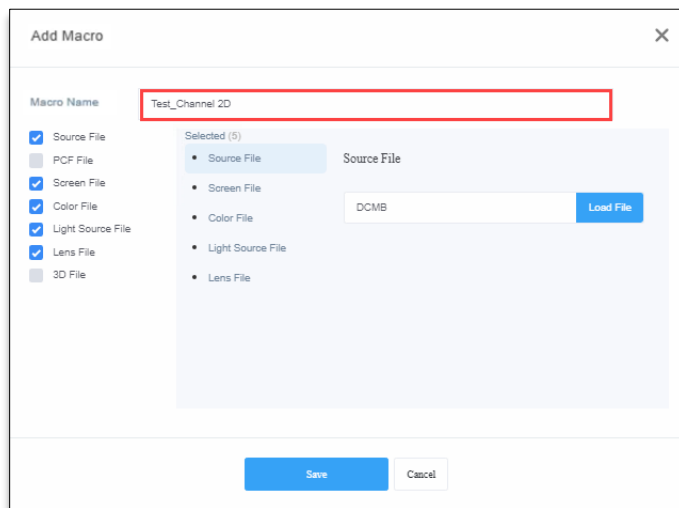 Add Macro
Macro Name
Test_Channel 2D
Source File
PCF File
Screen File
Color File
Light Source File
Lens File
3D File
Selected (5)
Source File
Screen File
Color File
Light Source File
Lens File
Source File
DCMB
Load File
Save
Cancel